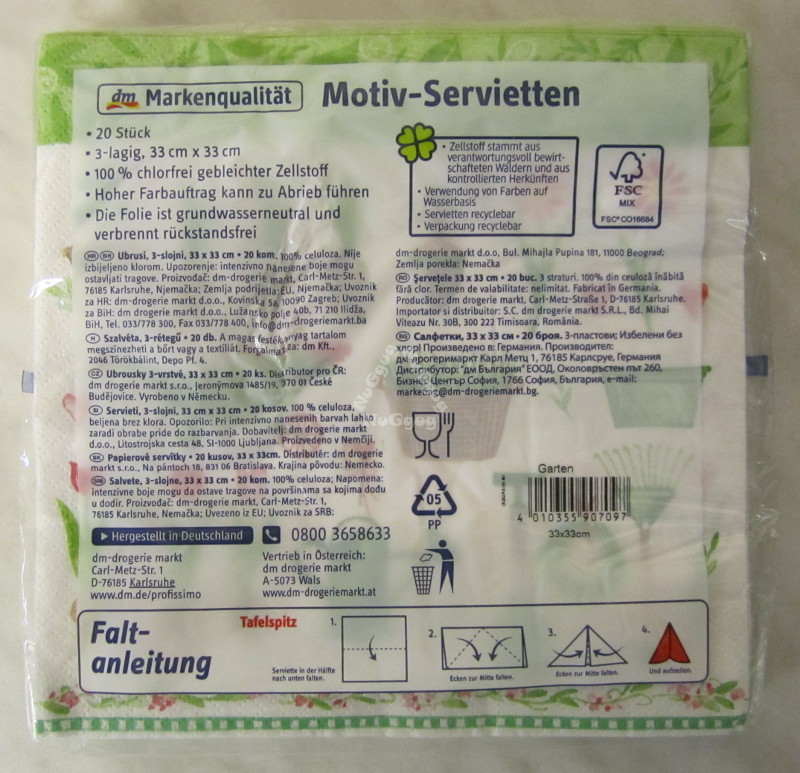 dm Markenqualität
Motiv-Servietten
• 20 Stück
• 3-lagig, 33 cm x 33 cm
• 100 % chlorfrei gebleichter Zellstoff
• Hoher Farbauftrag kann zu Abrieb führen
• Die Folie ist grundwasserneutral und
verbrennt rückstandsfrei
• Zellstoff stammt aus
verantwortungsvoll bewirt-
schafteten Wäldern und aus
kontrollierten Herkünften
• Verwendung von Farben auf
Wasserbasis
• Servietten recyclebar
• Verpackung recyclebar
FSC
MIX
FSC® C016684
HR BIH Ubrusi, 3-slojni, 33 x 33 cm • 20 kom. 100% celuloza. Nije
izbijeljeno klorom. Upozorenje: intenzivno nanesene boje mogu
ostavljati tragove. Proizvođač: dm-drogerie markt, Carl-Metz-Str. 1,
76185 Karlsruhe, Njemačka; Zemlja podrijetla: EU, Njemačka; Uvoznik
za HR: dm-drogerie markt d.o.o., Kovinska 5a, 10090 Zagreb; Uvoznik
za BiH: dm-drogerie markt d.o.o., Lužansko polje 40b, 71 210 Ilidža,
BiH, Tel. 033/778 300, Fax 033/778 400, info@dm-drogeriemarkt.ba
H Szalvéta, 3-rétegű • 20 db. A magas festékanyag tartalom
megszínezheti a bőrt vagy a textíliát. Forgalmazza: dm Kft.,
2046 Törökbálint, Depo Pf. 4.
CZ Ubrousky 3-vrstvé, 33 x 33 cm • 20 ks. Distributor pro ČR:
dm drogerie markt s.r.o., Jeronýmova 1485/19, 370 01 České
Budějovice. Vyrobeno v Německu.
SI Servieti, 3-slojni, 33 cm x 33 cm • 20 kosov. 100 % celuloza,
beljena brez klora. Opozorilo: Pri intenzivno nanesenih barvah lahko
zaradi obrabe pride do razbarvanja. Dobavitelj: dm drogerie markt
d.o.o., Litostrojska cesta 48, SI-1000 Ljubljana. Proizvedeno v Nemčiji.
SK Papierové servítky • 20 kusov, 33 x 33cm. Distributér: dm drogerie
markt s.r.o., Na pántoch 18, 831 06 Bratislava. Krajina pôvodu: Nemecko.
SRB Salvete, 3-slojne, 33 x 33 cm • 20 kom. 100% celuloza; Napomena:
intenzivne boje mogu da ostave tragove na površinama sa kojima dođu
u dodir. Proizvođač: dm-drogerie markt, Carl-Metz-Str. 1,
76185 Karlsruhe, Nemačka; Uvezeno iz EU; Uvoznik za SRB:
dm-drogerie markt d.o.o, Bul. Mihajla Pupina 181, 11000 Beograd;
Zemlja porekla: Nemačka
RO Şerveţele 33 x 33 cm • 20 buc. 3 straturi. 100% din celuoză înăbită
fără clor. Termen de valabilitate: nelimitat. Fabricat în Germania.
Producător: dm drogerie markt, Carl-Metz-Straße 1, D-76185 Karlsruhe.
Importator si distribuitor: S.C. dm drogerie markt S.R.L., Bd. Mihai
Viteazu Nr. 30B, 300 222 Timisoara, România.
BG Салфетки, 33 x 33 cm • 20 броя. 3-пластови; Избелени без
хлор! Произведено в: Германия. Производител:
дм-дрогеримаркт Карл Метц 1, 76185 Карлсруе, Германия
Дистрибутор: "дм България" ЕООД, Околовръстен път 260,
Бизнес Център София, 1766 София, България, e-mail:
marketing@dm-drogeriemarkt.bg.
NuGgug
05
PP
Garten
4 010355 907097
33x33cm
Hergestellt in Deutschland
0800 3658633
dm-drogerie markt
Carl-Metz-Str. 1
D-76185 Karlsruhe
www.dm.de/profissimo
Vertrieb in Österreich:
dm drogerie markt
A-5073 Wals
www.dm-drogeriemarkt.at
Falt-
anleitung
Tafelspitz
1.
Serviette in der Hälfte
nach unten falten.
2.
Ecken zur Mitte falten.
3.
Ecken zur Mitte falten.
4.
Und aufstellen.